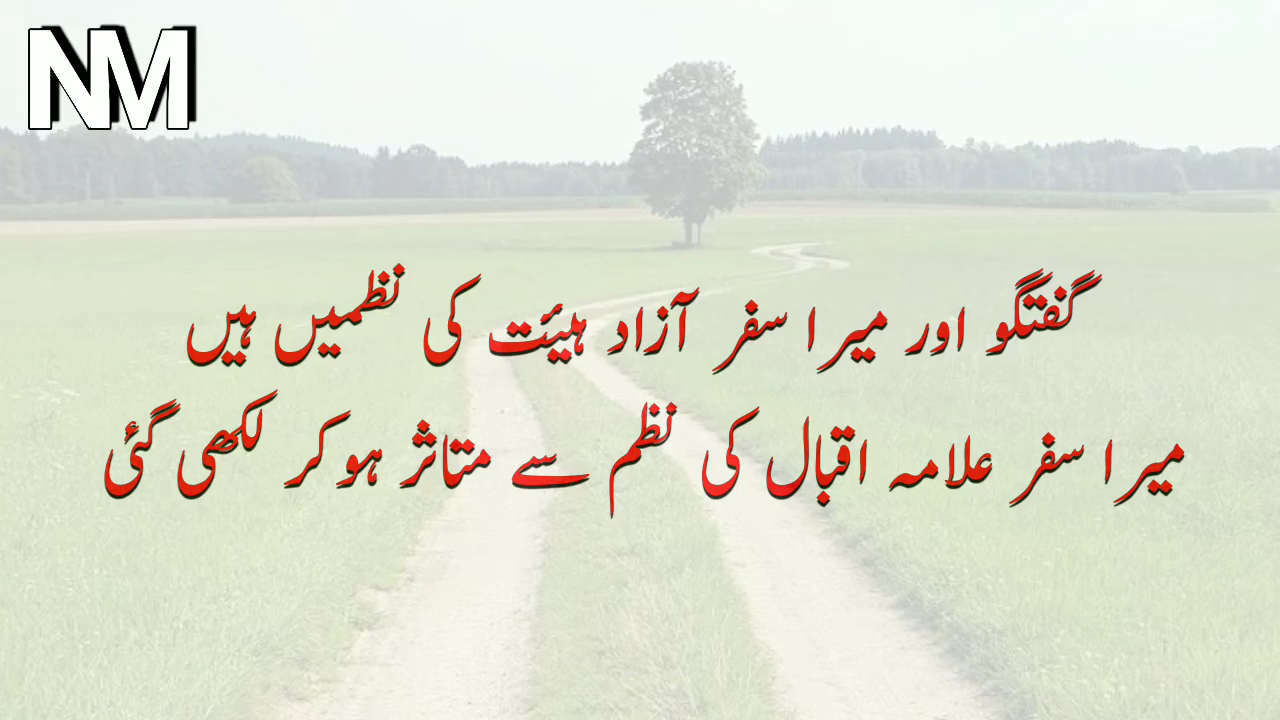 NM
گفتگو اور میرا سفر آزاد ہیئت کی نظمیں ہیں
میرا سفر علامہ اقبال کی نظم سے متاثر ہوکر لکھی گئی